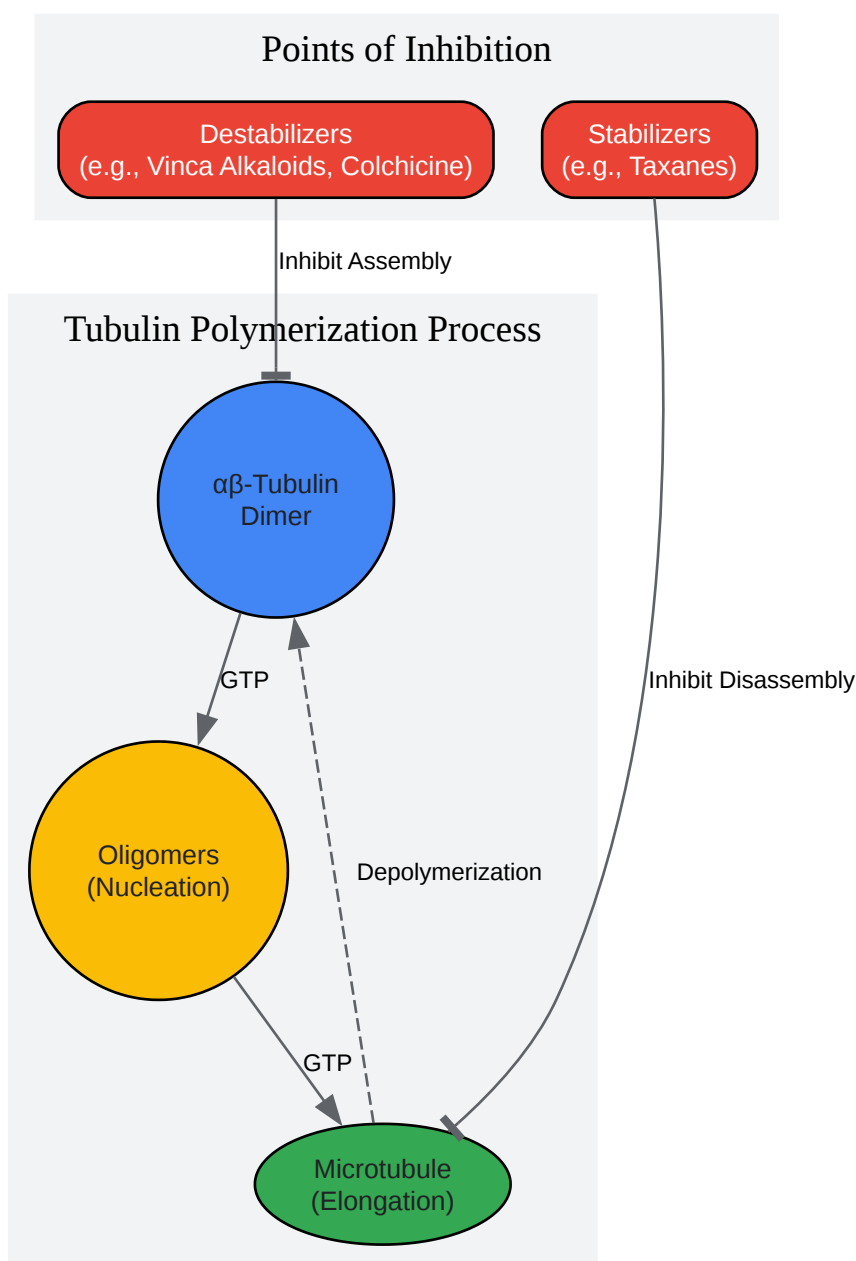 Points of Inhibition
Destabilizers
(e.g., Vinca Alkaloids, Colchicine)
Stabilizers
(e.g., Taxanes)
Inhibit Assembly
Tubulin Polymerization Process
αβ-Tubulin
Dimer
GTP
Inhibit Disassembly
Oligomers
(Nucleation)
Depolymerization
GTP
Microtubule
(Elongation)